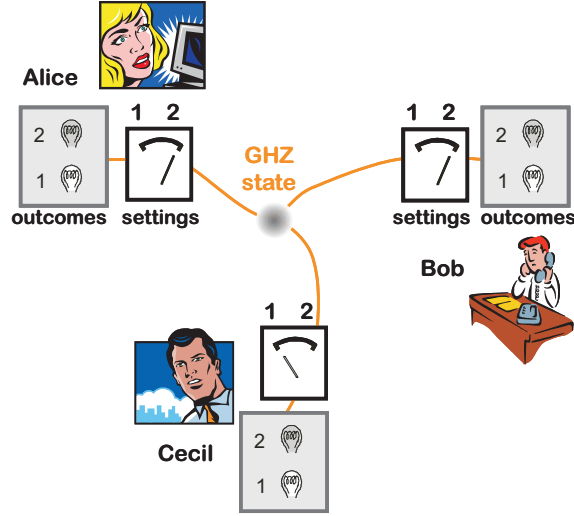 Alice
1 2
2
1
outcomes
settings
GHZ
state
1 2
2
1
settings
outcomes
Bob
1 2
2
1
Cecil